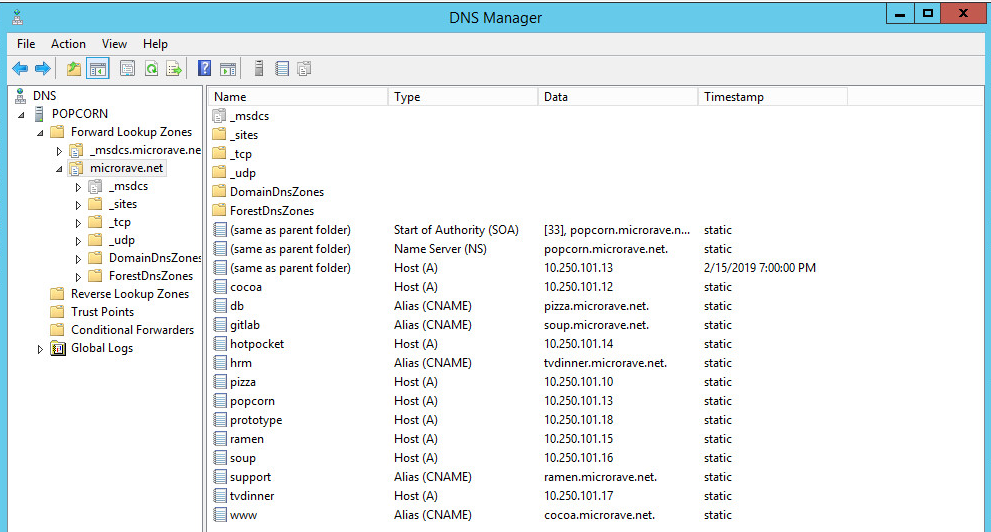 DNS Manager
File Action View Help
DNS
POPCORN
Forward Lookup Zones
_msdcs.microrave.ne
microrave.net
_msdcs
_sites
_tcp
_udp
DomainDnsZones
ForestDnsZones
Reverse Lookup Zones
Trust Points
Conditional Forwarders
Global Logs
Name Type Data Timestamp
_msdcs
_sites
_tcp
_udp
DomainDnsZones
ForestDnsZones
(same as parent folder) Start of Authority (SOA) [33], popcorn.microrave.n... static
(same as parent folder) Name Server (NS) popcorn.microrave.net. static
(same as parent folder) Host (A) 10.250.101.13 2/15/2019 7:00:00 PM
cocoa Host (A) 10.250.101.12 static
db Alias (CNAME) pizza.microrave.net. static
gitlab Alias (CNAME) soup.microrave.net. static
hotpocket Host (A) 10.250.101.14 static
hrm Alias (CNAME) tvdinner.microrave.net. static
pizza Host (A) 10.250.101.10 static
popcorn Host (A) 10.250.101.13 static
prototype Host (A) 10.250.101.18 static
ramen Host (A) 10.250.101.15 static
soup Host (A) 10.250.101.16 static
support Alias (CNAME) ramen.microrave.net. static
tvdinner Host (A) 10.250.101.17 static
www Alias (CNAME) cocoa.microrave.net. static